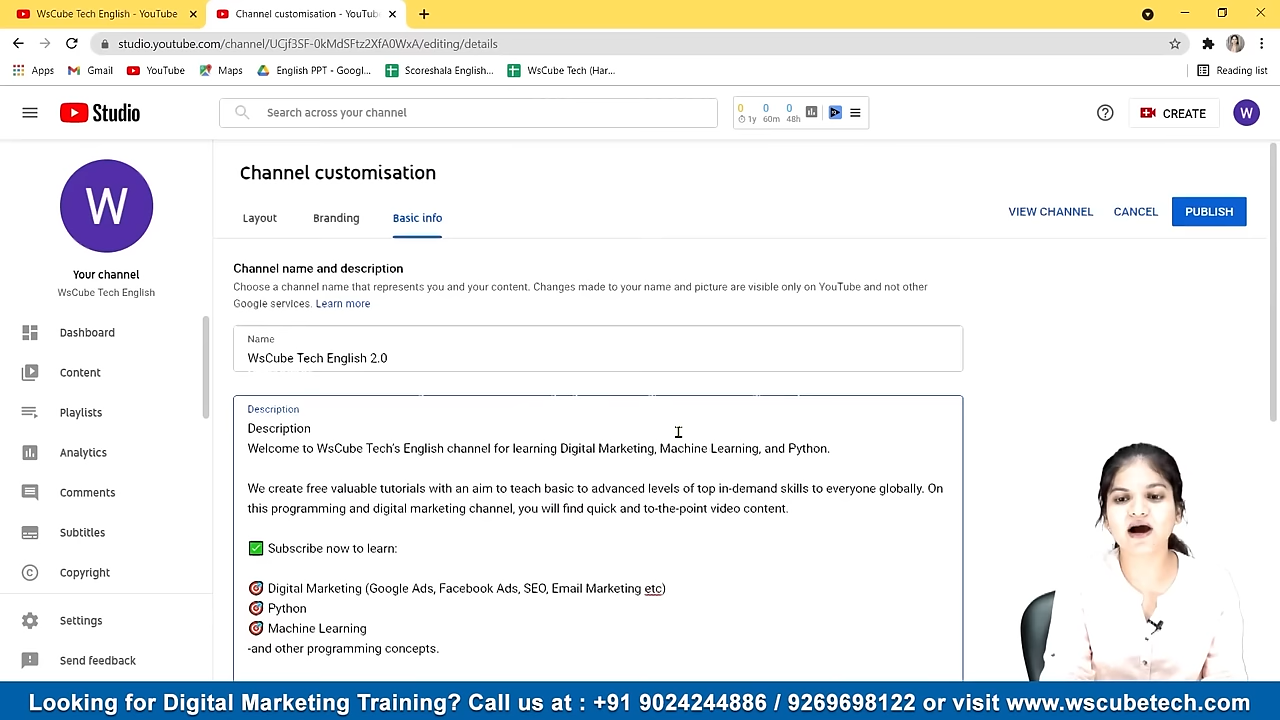 WsCube Tech English - YouTube
Channel customisation - YouTub
studio.youtube.com/channel/UCjf3SF-0kMdSFtz2XfA0WxA/editing/details
Apps
Gmail
YouTube
Maps
English PPT - Googl...
Scoreshala English...
WsCube Tech (Har...
Reading list
Studio
Search across your channel
0 0 0
1y 60m 48h
CREATE
W
W
Your channel
WsCube Tech English
Dashboard
Content
Playlists
Analytics
Comments
Subtitles
Copyright
Settings
Send feedback
Channel customisation
Layout
Branding
Basic info
VIEW CHANNEL
CANCEL
PUBLISH
Channel name and description
Choose a channel name that represents you and your content. Changes made to your name and picture are visible only on YouTube and not other
Google services. Learn more
Name
WsCube Tech English 2.0
Description
Description
Welcome to WsCube Tech's English channel for learning Digital Marketing, Machine Learning, and Python.
We create free valuable tutorials with an aim to teach basic to advanced levels of top in-demand skills to everyone globally. On
this programming and digital marketing channel, you will find quick and to-the-point video content.
✅ Subscribe now to learn:
🎯 Digital Marketing (Google Ads, Facebook Ads, SEO, Email Marketing etc)
🎯 Python
🎯 Machine Learning
-and other programming concepts.
Looking for Digital Marketing Training? Call us at : +91 9024244886 / 9269698122 or visit www.wscubetech.com